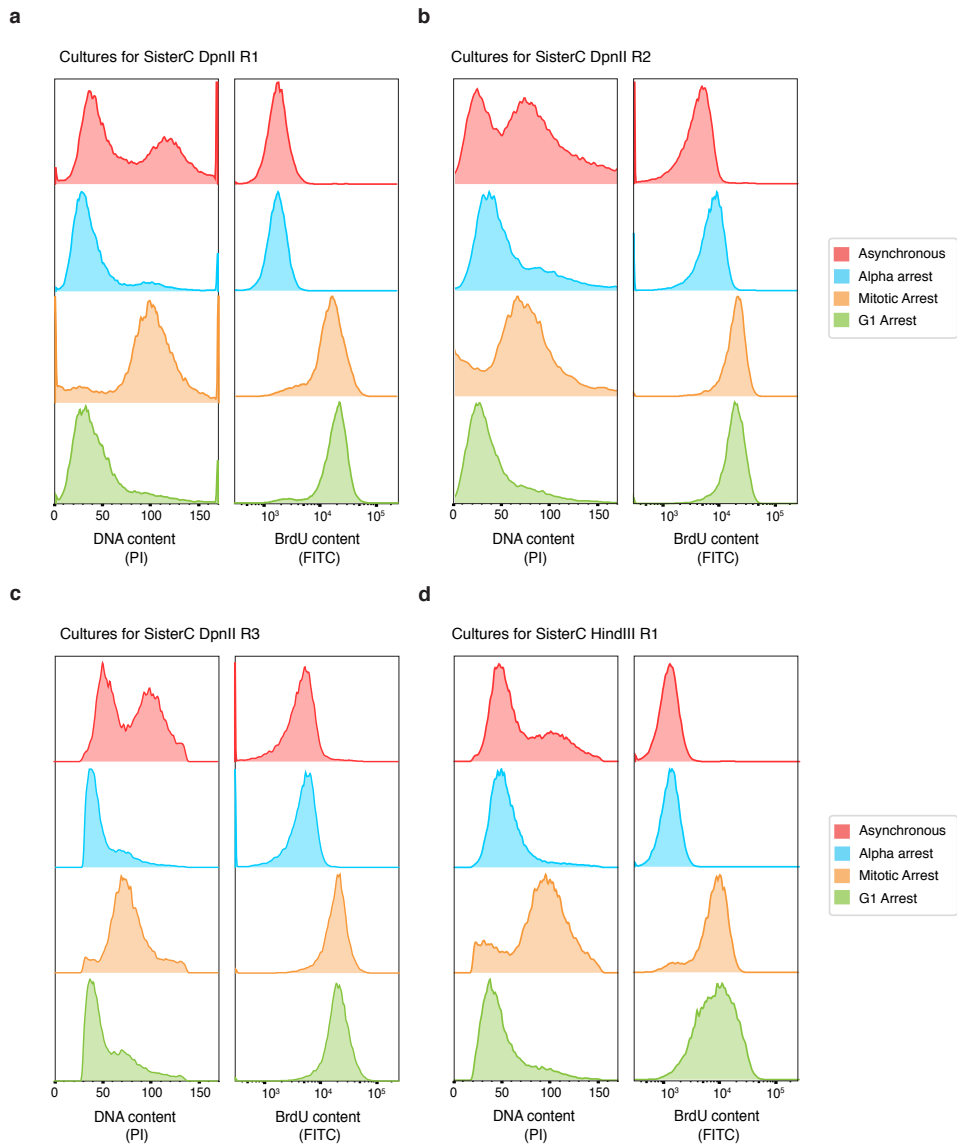 a
Cultures for SisterC DpnII R1
0 50 100 150
DNA content
(PI)
10³ 10⁴ 10⁵
BrdU content
(FITC)
b
Cultures for SisterC DpnII R2
0 50 100 150
DNA content
(PI)
10³ 10⁴ 10⁵
BrdU content
(FITC)
Asynchronous
Alpha arrest
Mitotic Arrest
G1 Arrest
c
Cultures for SisterC DpnII R3
0 50 100 150
DNA content
(PI)
10³ 10⁴ 10⁵
BrdU content
(FITC)
d
Cultures for SisterC HindIII R1
0 50 100 150
DNA content
(PI)
10³ 10⁴ 10⁵
BrdU content
(FITC)
Asynchronous
Alpha arrest
Mitotic Arrest
G1 Arrest